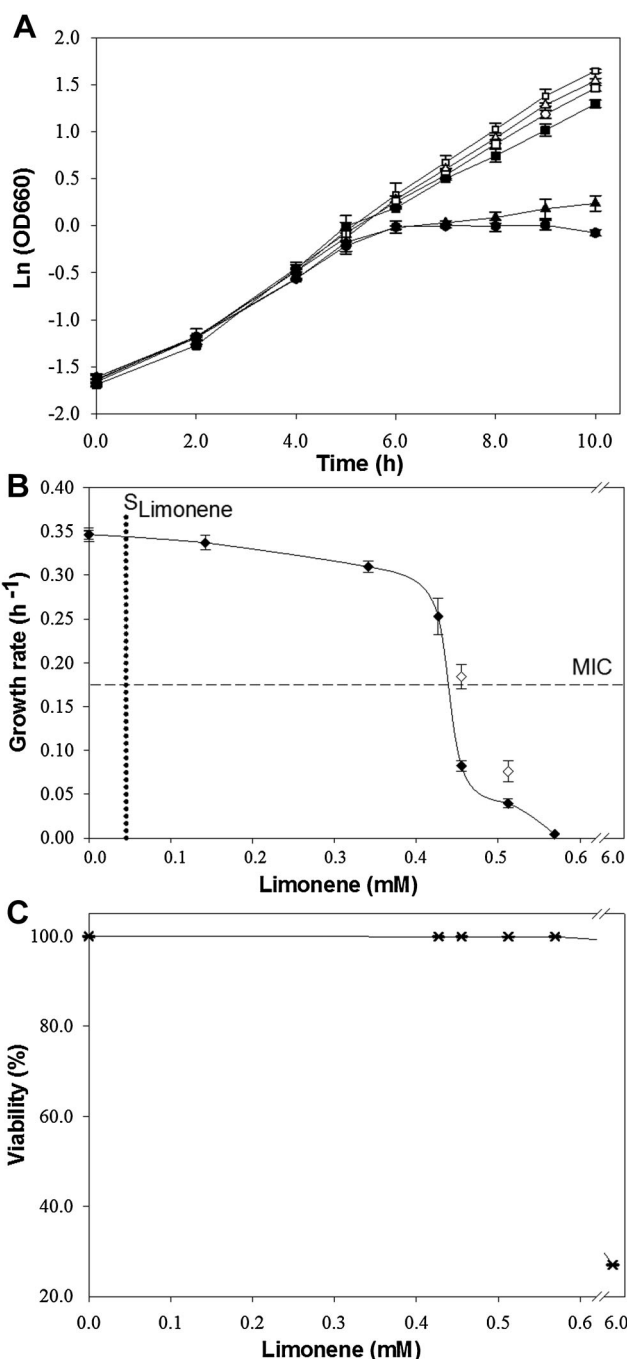 A
2.0
1.5
1.0
0.5
0.0
-0.5
-1.0
-1.5
-2.0
Ln (OD660)
0.0 2.0 4.0 6.0 8.0 10.0
Time (h)
B
0.40
0.35
0.30
0.25
0.20
0.15
0.10
0.05
0.00
Growth rate (h -1)
SLimonene
MIC
0.0 0.1 0.2 0.3 0.4 0.5 0.6 6.0
Limonene (mM)
C
100.0
80.0
60.0
40.0
20.0
Viability (%)
0.0 0.1 0.2 0.3 0.4 0.5 0.6 6.0
Limonene (mM)